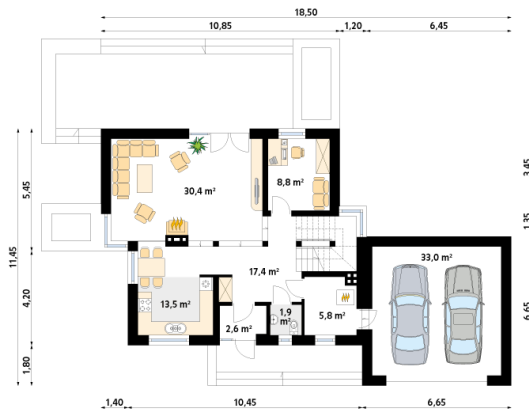 18,50
10,85 1,20 6,45
3,45
30,4 m²
8,8 m²
5,45
1,35
11,45
33,0 m²
17,4 m²
4,20
13,5 m²
1,9
m²
5,8 m²
6,65
2,6 m²
1,80
1,40 10,45 6,65